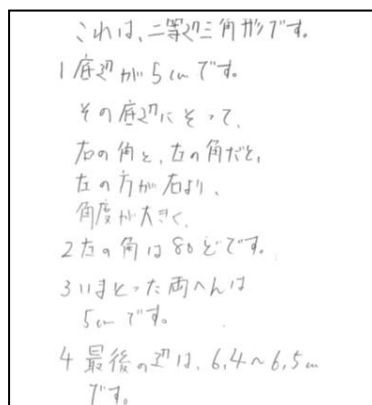 これは、二等辺三角形です。
1底辺が5cmです。
その底辺にそって、
右の角と、左の角だと、
左の方が右より、
角度が大きく、
2左の角は80どです。
3いまとった両へんは
5cmです。
4最後の辺は、6.4〜6.5cm
です。